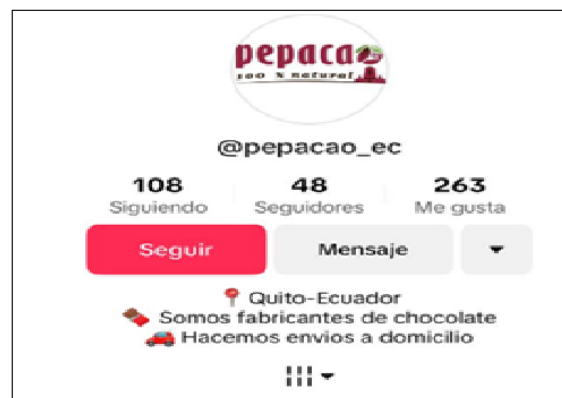 pepacao
100 % natural
@pepacao_ec
108 48 263
Siguiendo Seguidores Me gusta
Seguir Mensaje
📍 Quito-Ecuador
🍫 Somos fabricantes de chocolate
🚗 Hacemos envios a domicilio